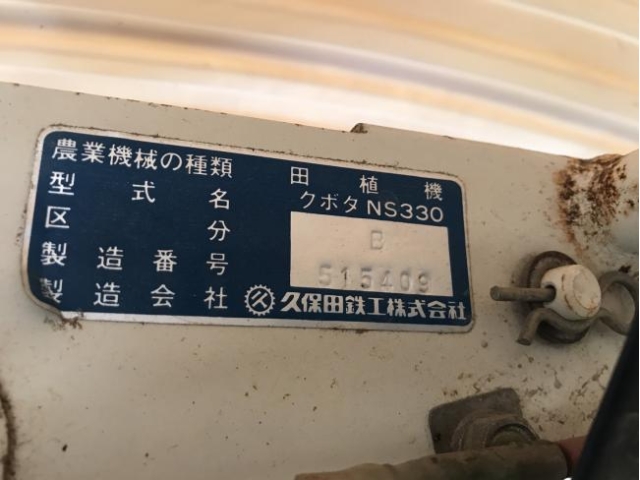 農業機械の種類 田植機
型式名 クボタNS330
区分 B
製造番号 515409
製造会社 久保田鉄工株式会社